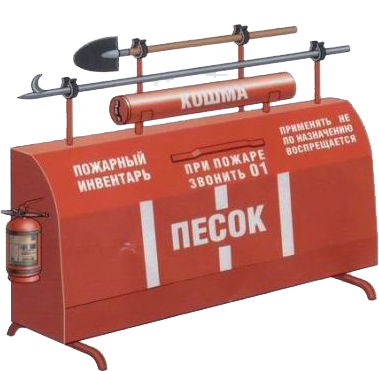 КОШМА
ПОЖАРНЫЙ
ИНВЕНТАРЬ
ПРИ ПОЖАРЕ
ЗВОНИТЬ 01
ПРИМЕНЯТЬ НЕ
ПО НАЗНАЧЕНИЮ
ВОСПРЕЩАЕТСЯ
ПЕСОК